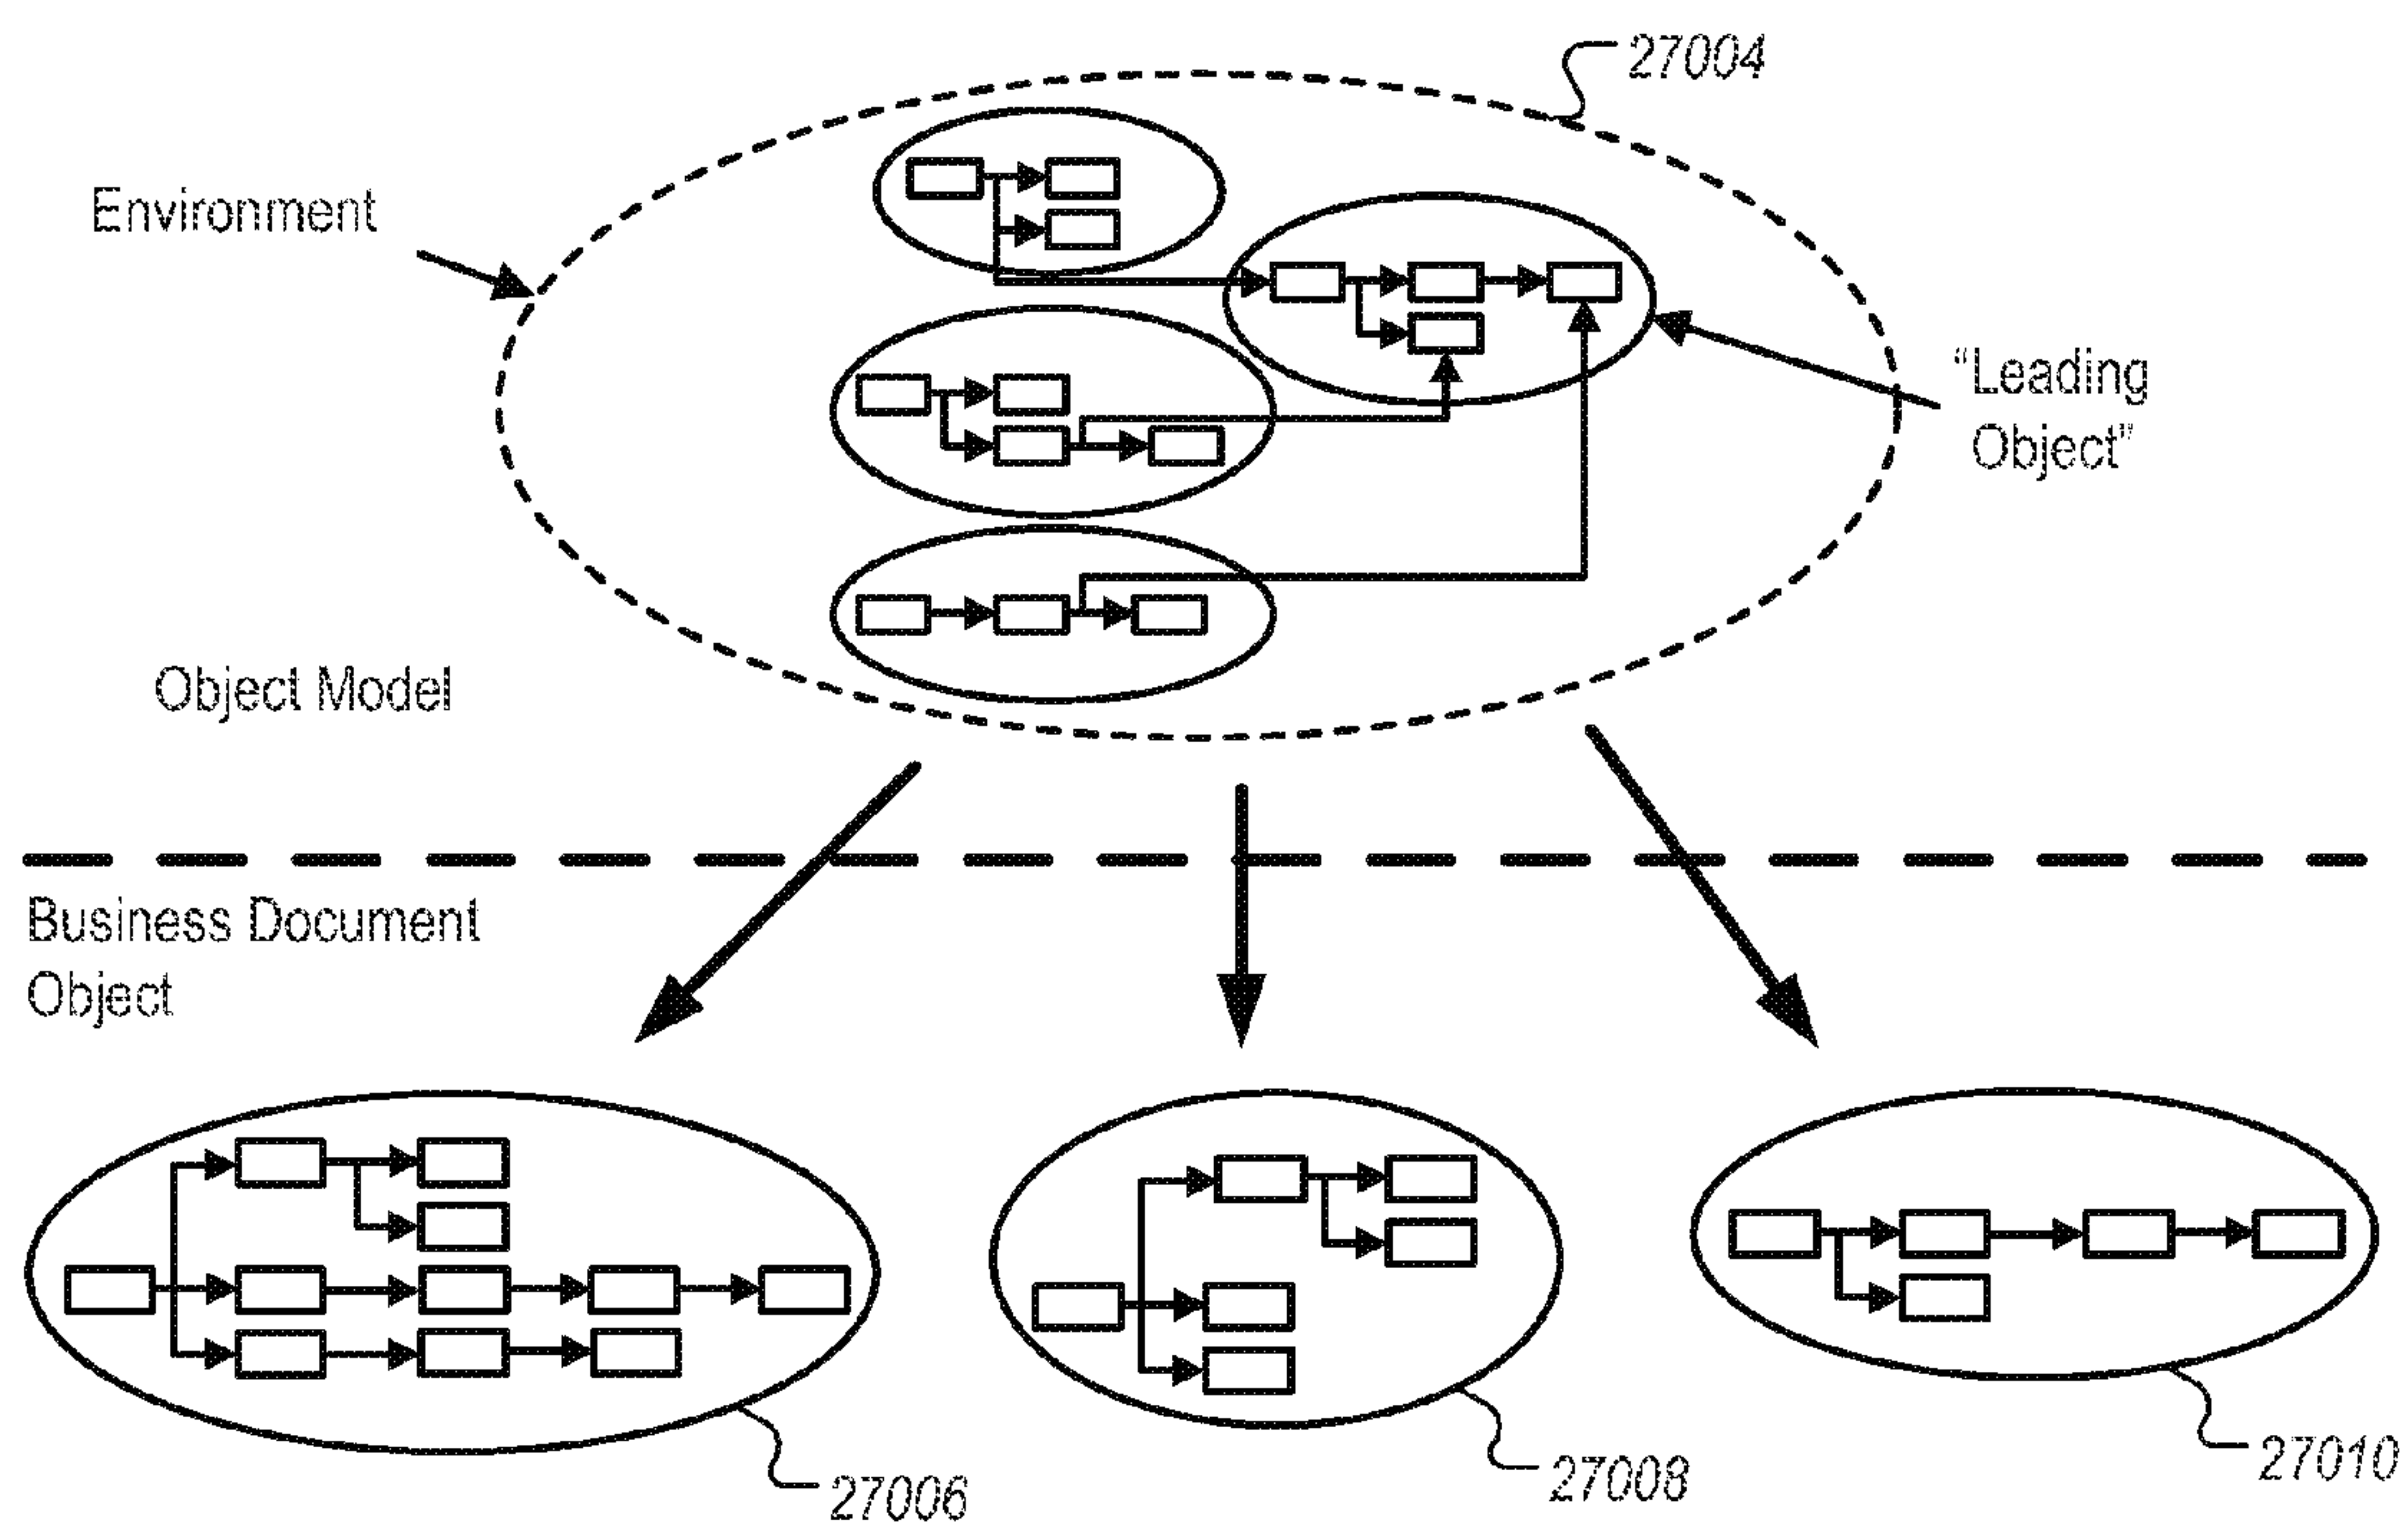 27004
Environment
“Leading
Object”
Object Model
Business Document
Object
27006
27008
27010